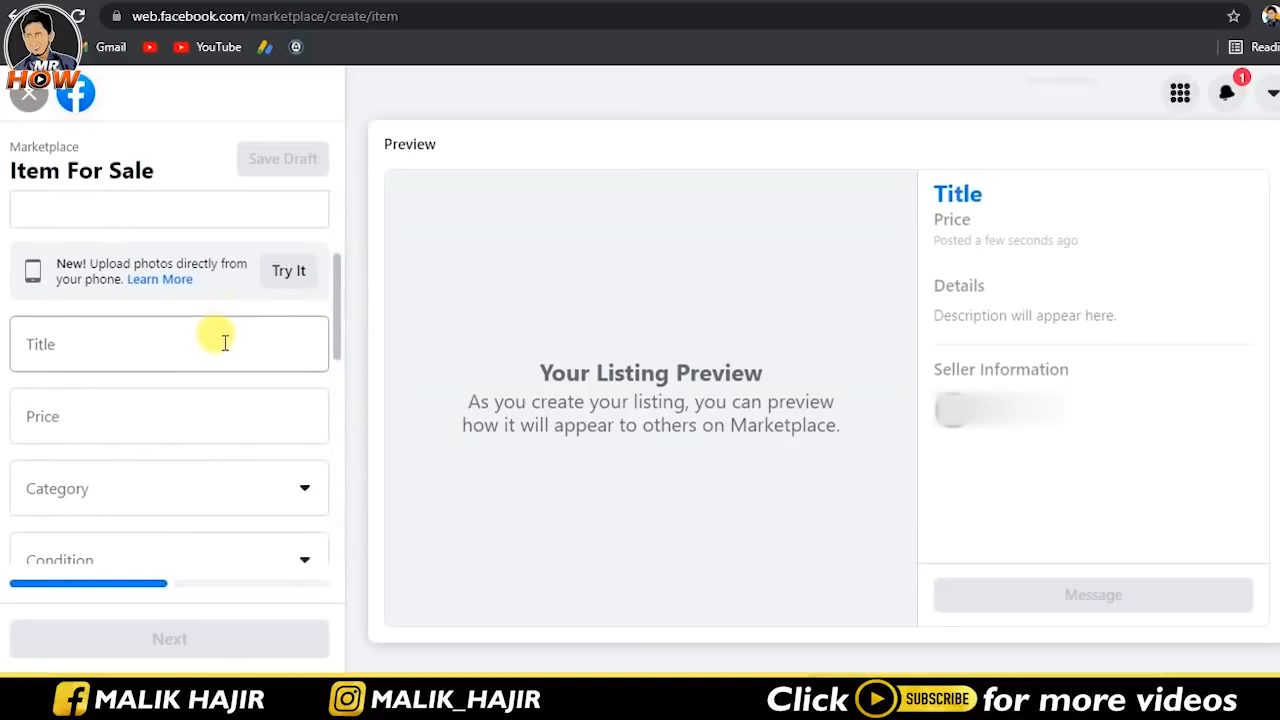 web.facebook.com/marketplace/create/item
Gmail
YouTube
Readi
MR
HOW
Marketplace
Item For Sale
Save Draft
New! Upload photos directly from
your phone. Learn More
Try It
Title
Price
Category
Condition
Next
Preview
Your Listing Preview
As you create your listing, you can preview
how it will appear to others on Marketplace.
1
Title
Price
Posted a few seconds ago
Details
Description will appear here.
Seller Information
Message
MALIK HAJIR
MALIK_HAJIR
Click SUBSCRIBE for more videos